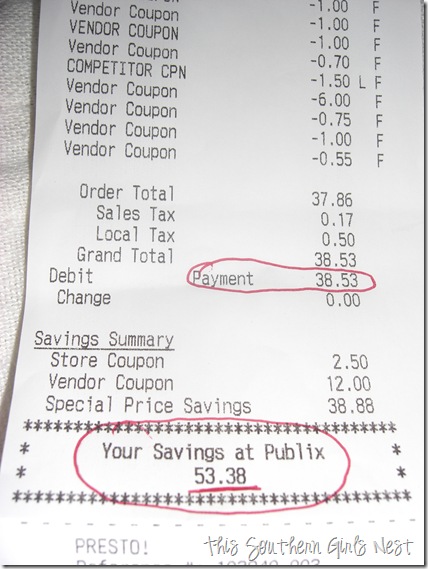 -1.00 F
Vendor Coupon -1.00 F
VENDOR COUPON -1.00 F
Vendor Coupon -0.70 F
COMPETITOR CPN -1.50 L F
Vendor Coupon -6.00 F
Vendor Coupon -0.75 F
Vendor Coupon -1.00 F
Vendor Coupon -0.55 F
Order Total 37.86
Sales Tax 0.17
Local Tax 0.50
Grand Total 38.53
Debit Payment 38.53
Change 0.00
Savings Summary
Store Coupon 2.50
Vendor Coupon 12.00
Special Price Savings 38.88
****************************************
* Your Savings at Publix *
* 53.38 *
****************************************
PRESTO!
This Southern Girl's Nest